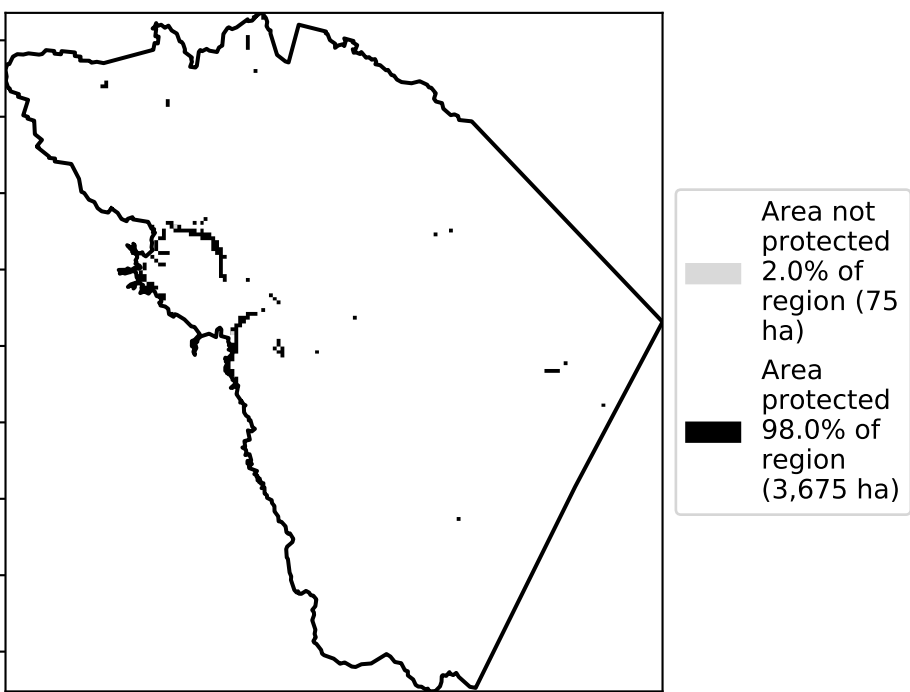 Area not
protected
2.0% of
region (75
ha)
Area
protected
98.0% of
region
(3,675 ha)